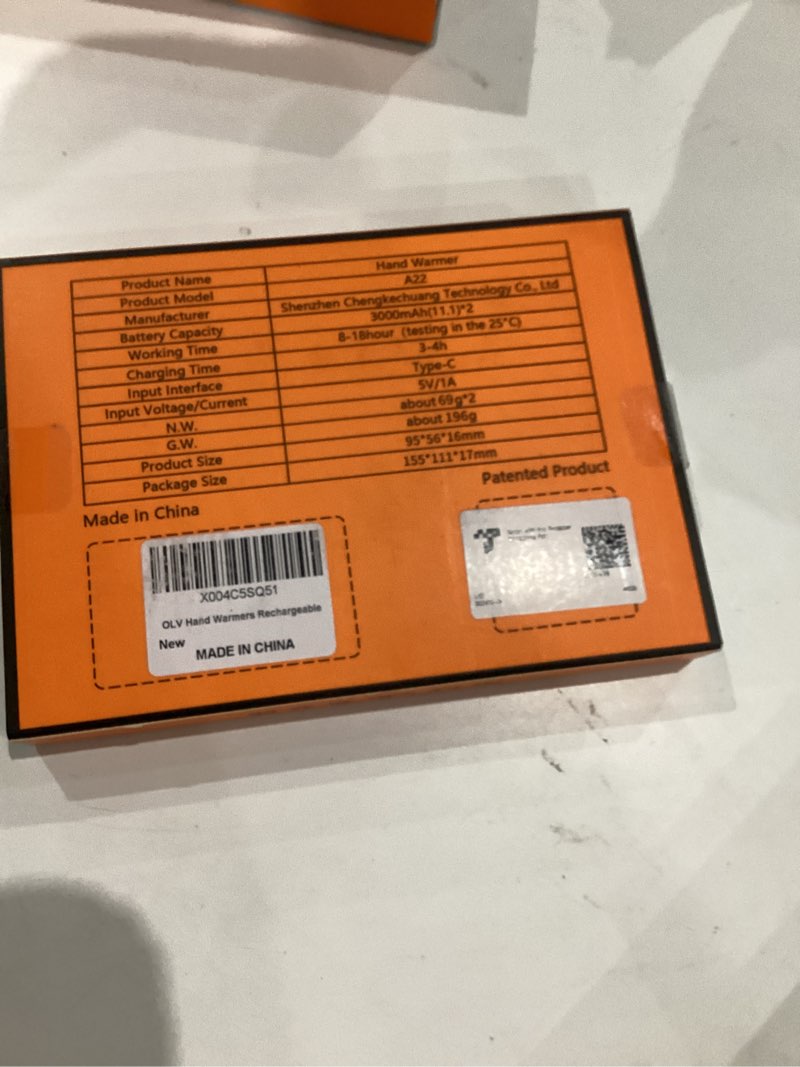 Product Name Hand Warmer
Product Model A22
Manufacturer Shenzhen Chengkechuang Technology Co., Ltd
Battery Capacity 3000mAh(11.1)*2
Working Time 8-18hour (testing in the 25°C)
Charging Time 3-4h
Input Interface Type-C
Input Voltage/Current 5V/1A
N.W. about 69g*2
G.W. about 196g
Product Size 95*56*16mm
Package Size 155*111*17mm
Made in China
Patented Product
X004C5SQ51
OLV Hand Warmers Rechargeable
New
MADE IN CHINA